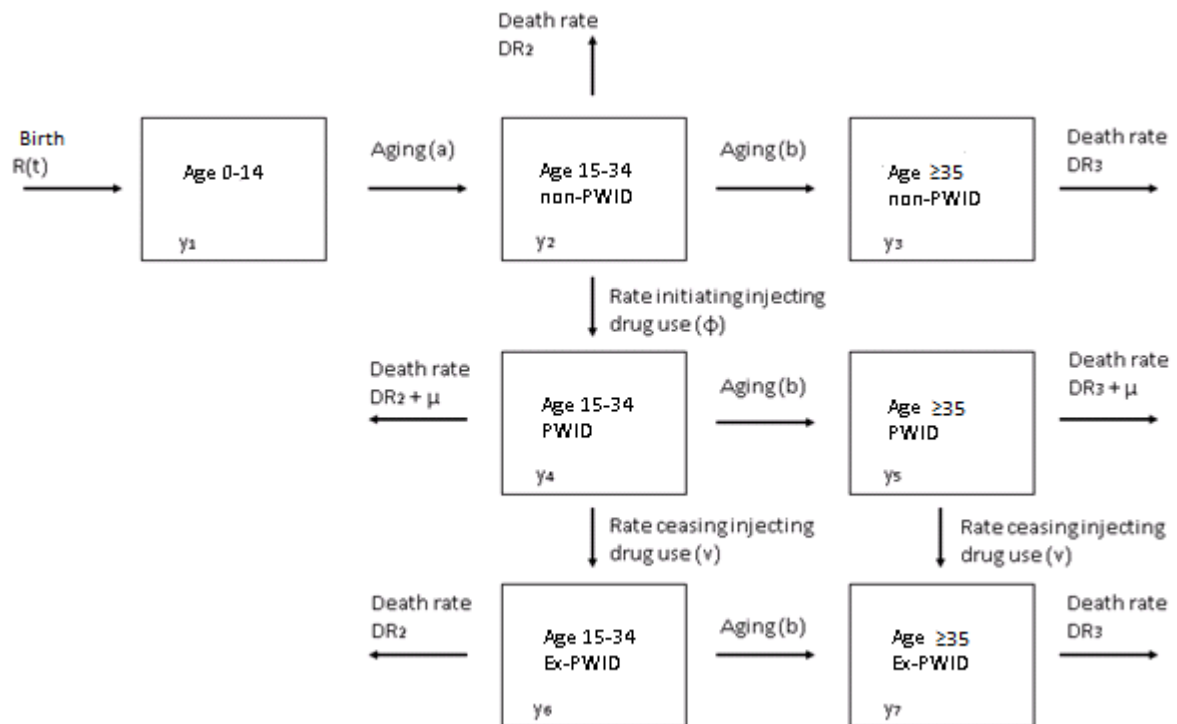 Death rate
DR₂
Birth
R(t)
Age 0-14
y₁
Aging (a)
Age 15-34
non-PWID
y₂
Aging (b)
Age ≥35
non-PWID
y₃
Death rate
DR₃
Rate initiating injecting
drug use (ϕ)
Death rate
DR₂ + μ
Age 15-34
PWID
y₄
Aging (b)
Age ≥35
PWID
y₅
Death rate
DR₃ + μ
Rate ceasing injecting
drug use (v)
Rate ceasing injecting
drug use (v)
Death rate
DR₂
Age 15-34
Ex-PWID
y₆
Aging (b)
Age ≥35
Ex-PWID
y₇
Death rate
DR₃